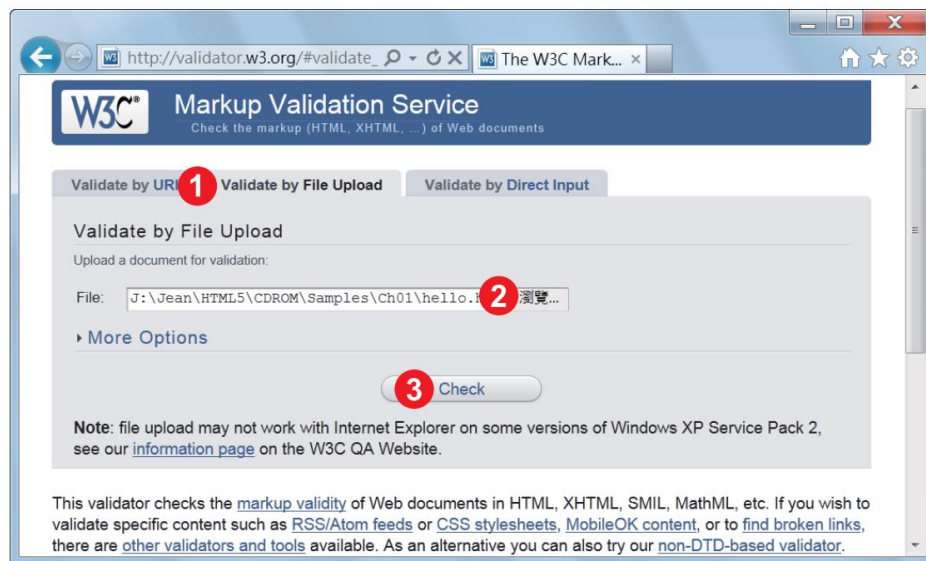 http://validator.w3.org/#validate_
The W3C Mark...
W3C®
Markup Validation Service
Check the markup (HTML, XHTML, ...) of Web documents
Validate by URI
1
Validate by File Upload
Validate by Direct Input
Validate by File Upload
Upload a document for validation:
File: J:\Jean\HTML5\CDROM\Samples\Ch01\hello. 2 瀏覽...
More Options
3 Check
Note: file upload may not work with Internet Explorer on some versions of Windows XP Service Pack 2,
see our information page on the W3C QA Website.
This validator checks the markup validity of Web documents in HTML, XHTML, SMIL, MathML, etc. If you wish to
validate specific content such as RSS/Atom feeds or CSS stylesheets, MobileOK content, or to find broken links,
there are other validators and tools available. As an alternative you can also try our non-DTD-based validator.